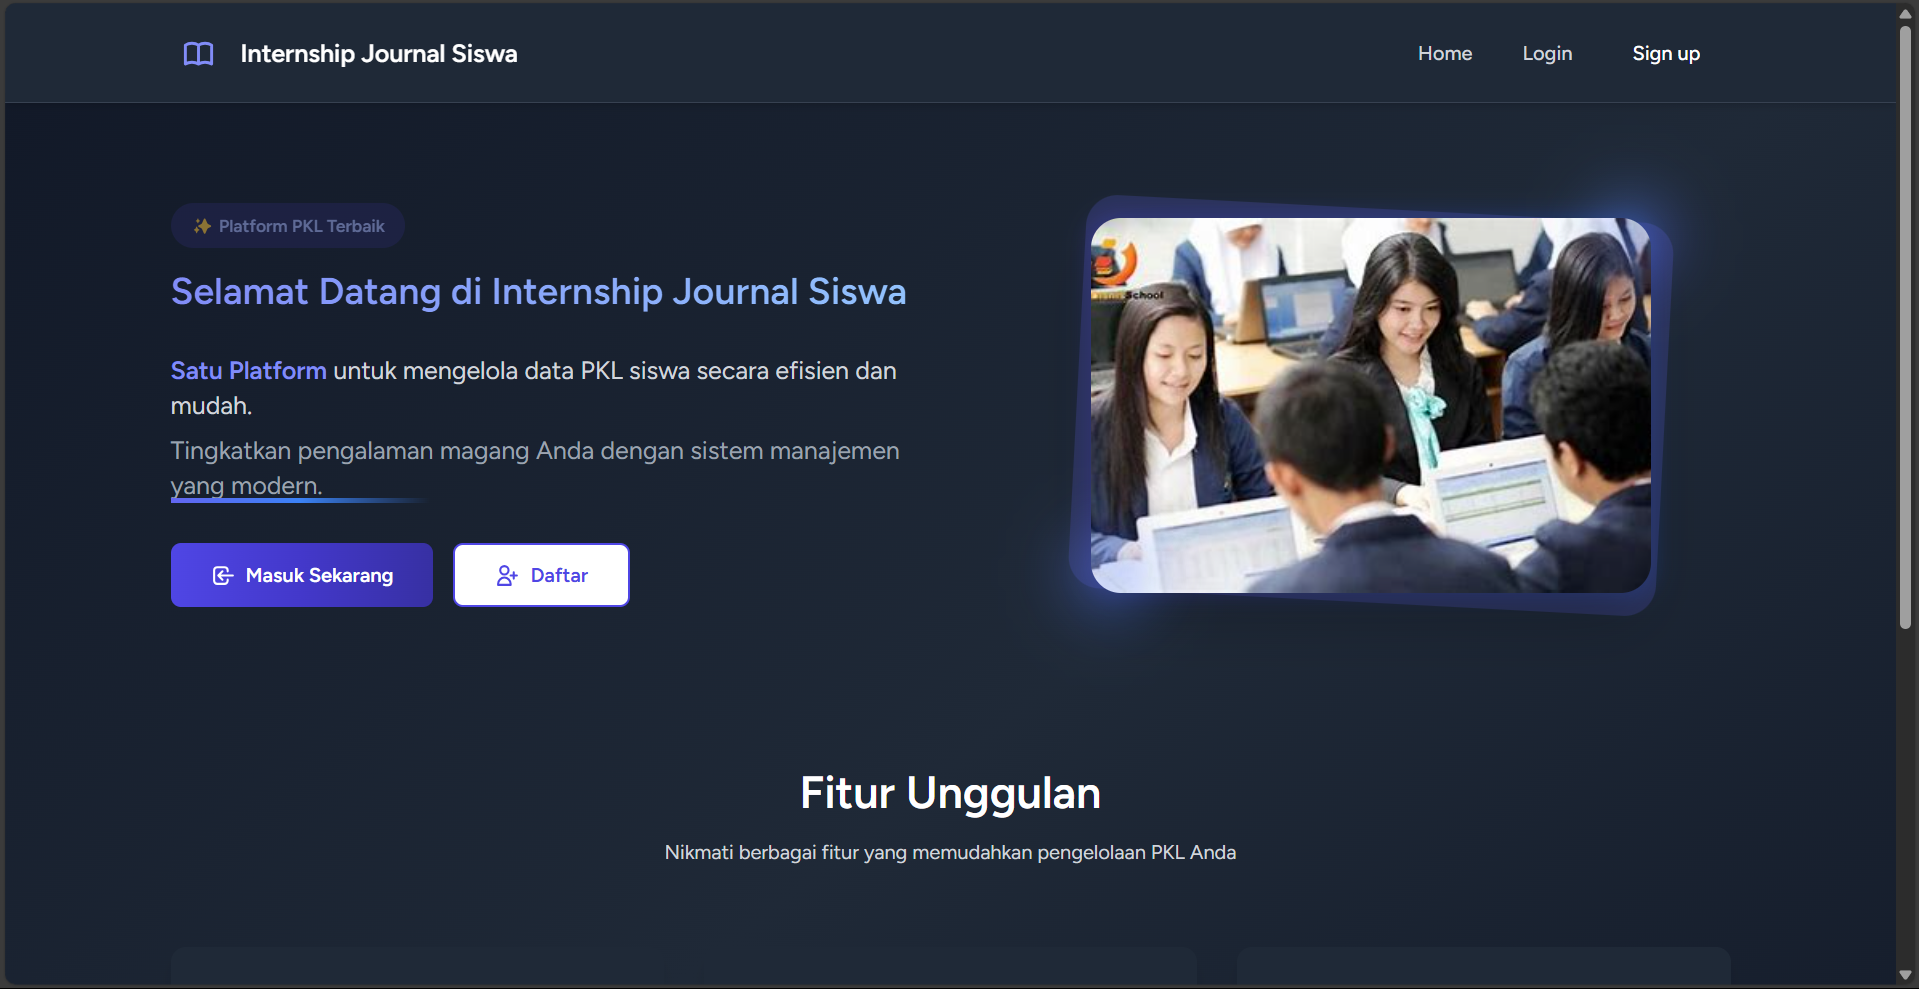 Internship Journal Siswa
Home
Login
Sign up
✨ Platform PKL Terbaik
Selamat Datang di Internship Journal Siswa
Satu Platform untuk mengelola data PKL siswa secara efisien dan
mudah.
Tingkatkan pengalaman magang Anda dengan sistem manajemen
yang modern.
Masuk Sekarang
Daftar
School
Fitur Unggulan
Nikmati berbagai fitur yang memudahkan pengelolaan PKL Anda